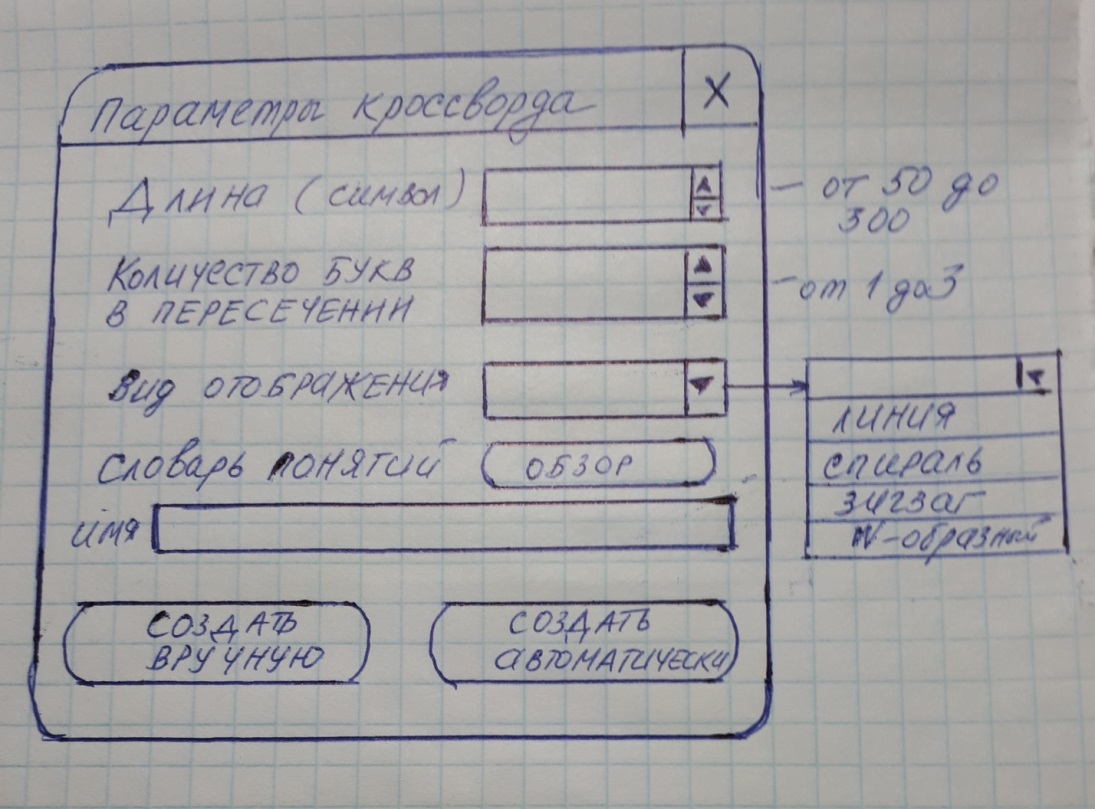 Параметры кроссворда X
Длина (символ)
- от 50 до
300
Количество букв
в пересечении
- от 1 до 3
Вид отображения
линия
спираль
зигзаг
N-образный
Словарь понятий
обзор
имя
создать
вручную
создать
автоматически